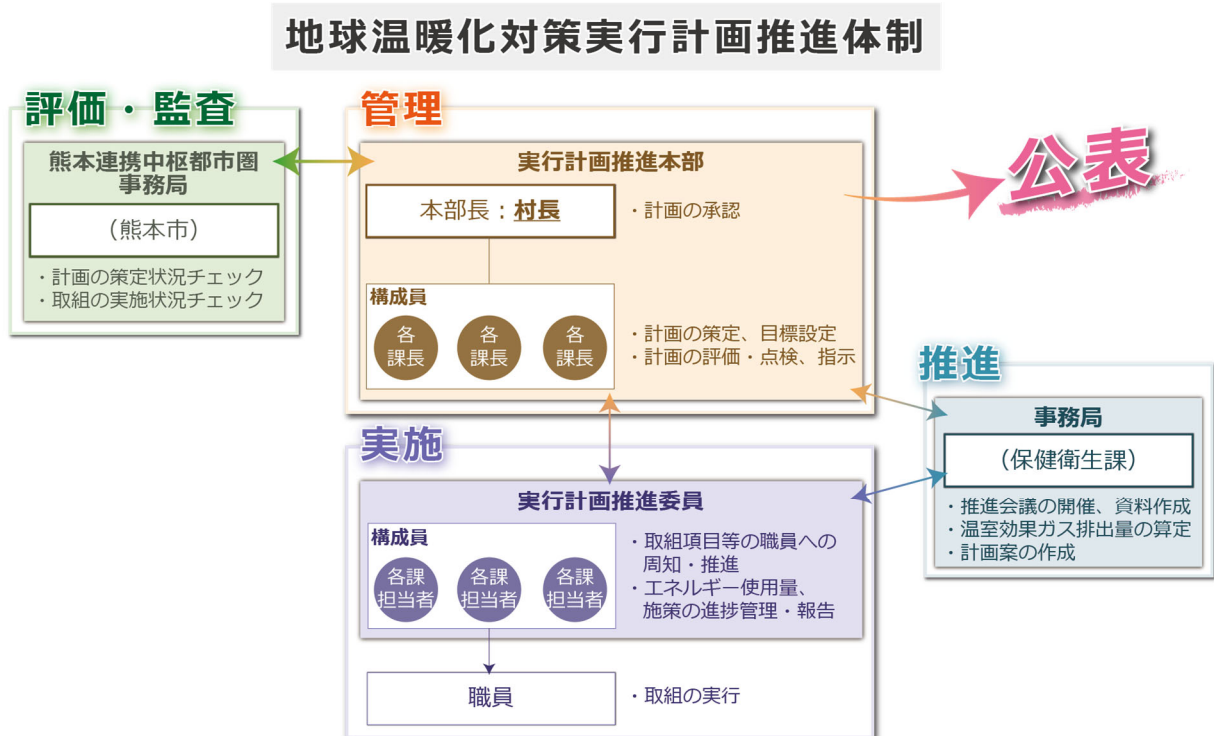 地球温暖化対策実行計画推進体制
評価・監査
熊本連携中枢都市圏
事務局
(熊本市)
・計画の策定状況チェック
・取組の実施状況チェック
管理
実行計画推進本部
本部長：村長
・計画の承認
構成員
各
課長
各
課長
各
課長
・計画の策定、目標設定
・計画の評価・点検、指示
公表
推進
事務局
(保健衛生課)
・推進会議の開催、資料作成
・温室効果ガス排出量の算定
・計画案の作成
実施
実行計画推進委員
構成員
各課
担当者
各課
担当者
各課
担当者
・取組項目等の職員への
周知・推進
・エネルギー使用量、
施策の進捗管理・報告
職員
・取組の実行